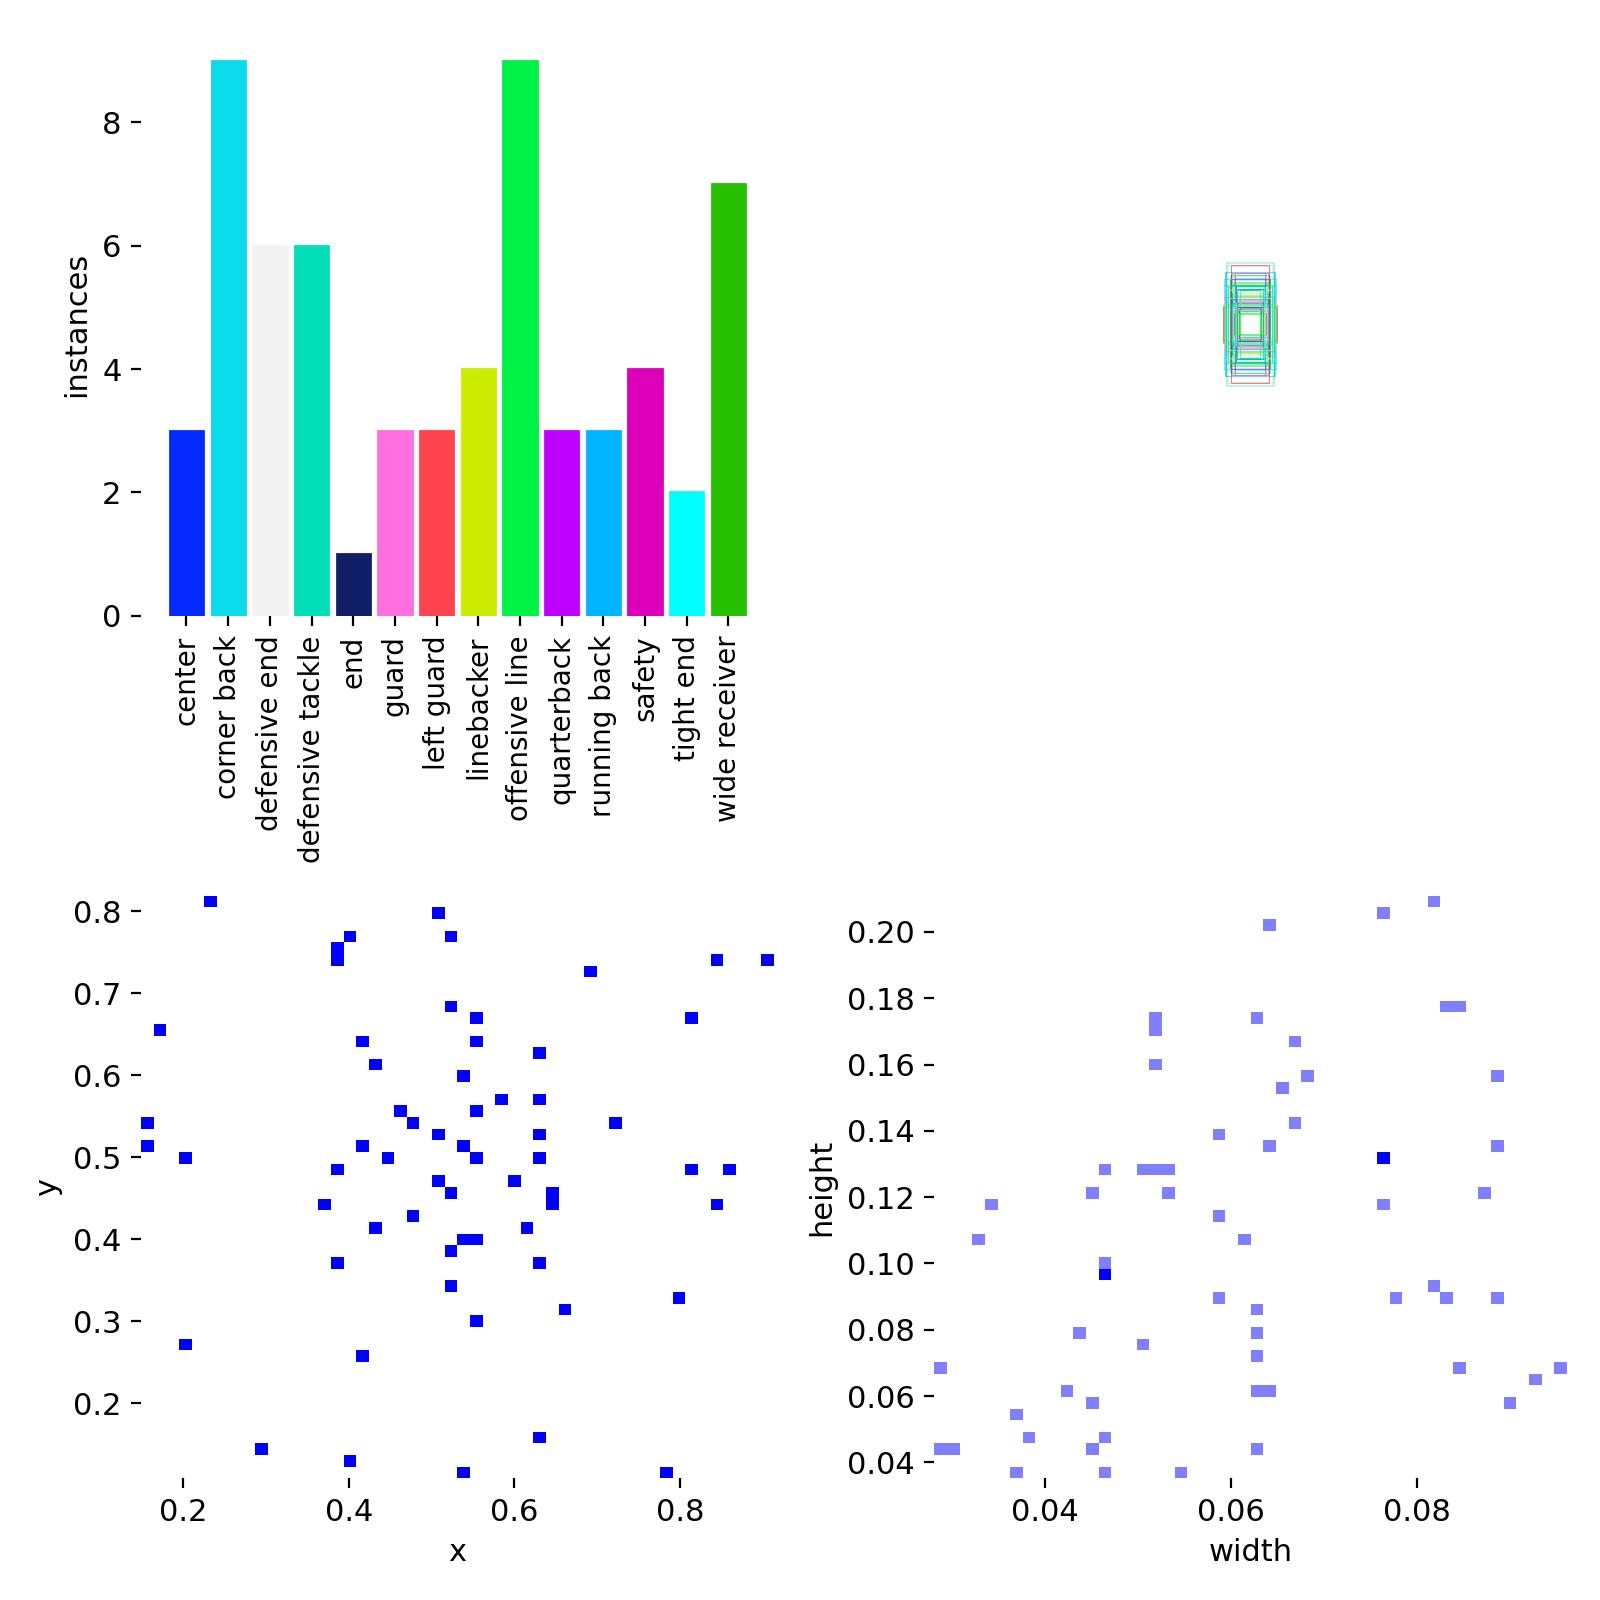 8
6
4
2
0
instances
center
corner back
defensive end
defensive tackle
end
guard
left guard
linebacker
offensive line
quarterback
running back
safety
tight end
wide receiver
0.8
0.7
0.6
0.5
0.4
0.3
0.2
y
0.2 0.4 0.6 0.8
x
0.20
0.18
0.16
0.14
0.12
0.10
0.08
0.06
0.04
height
0.04 0.06 0.08
width